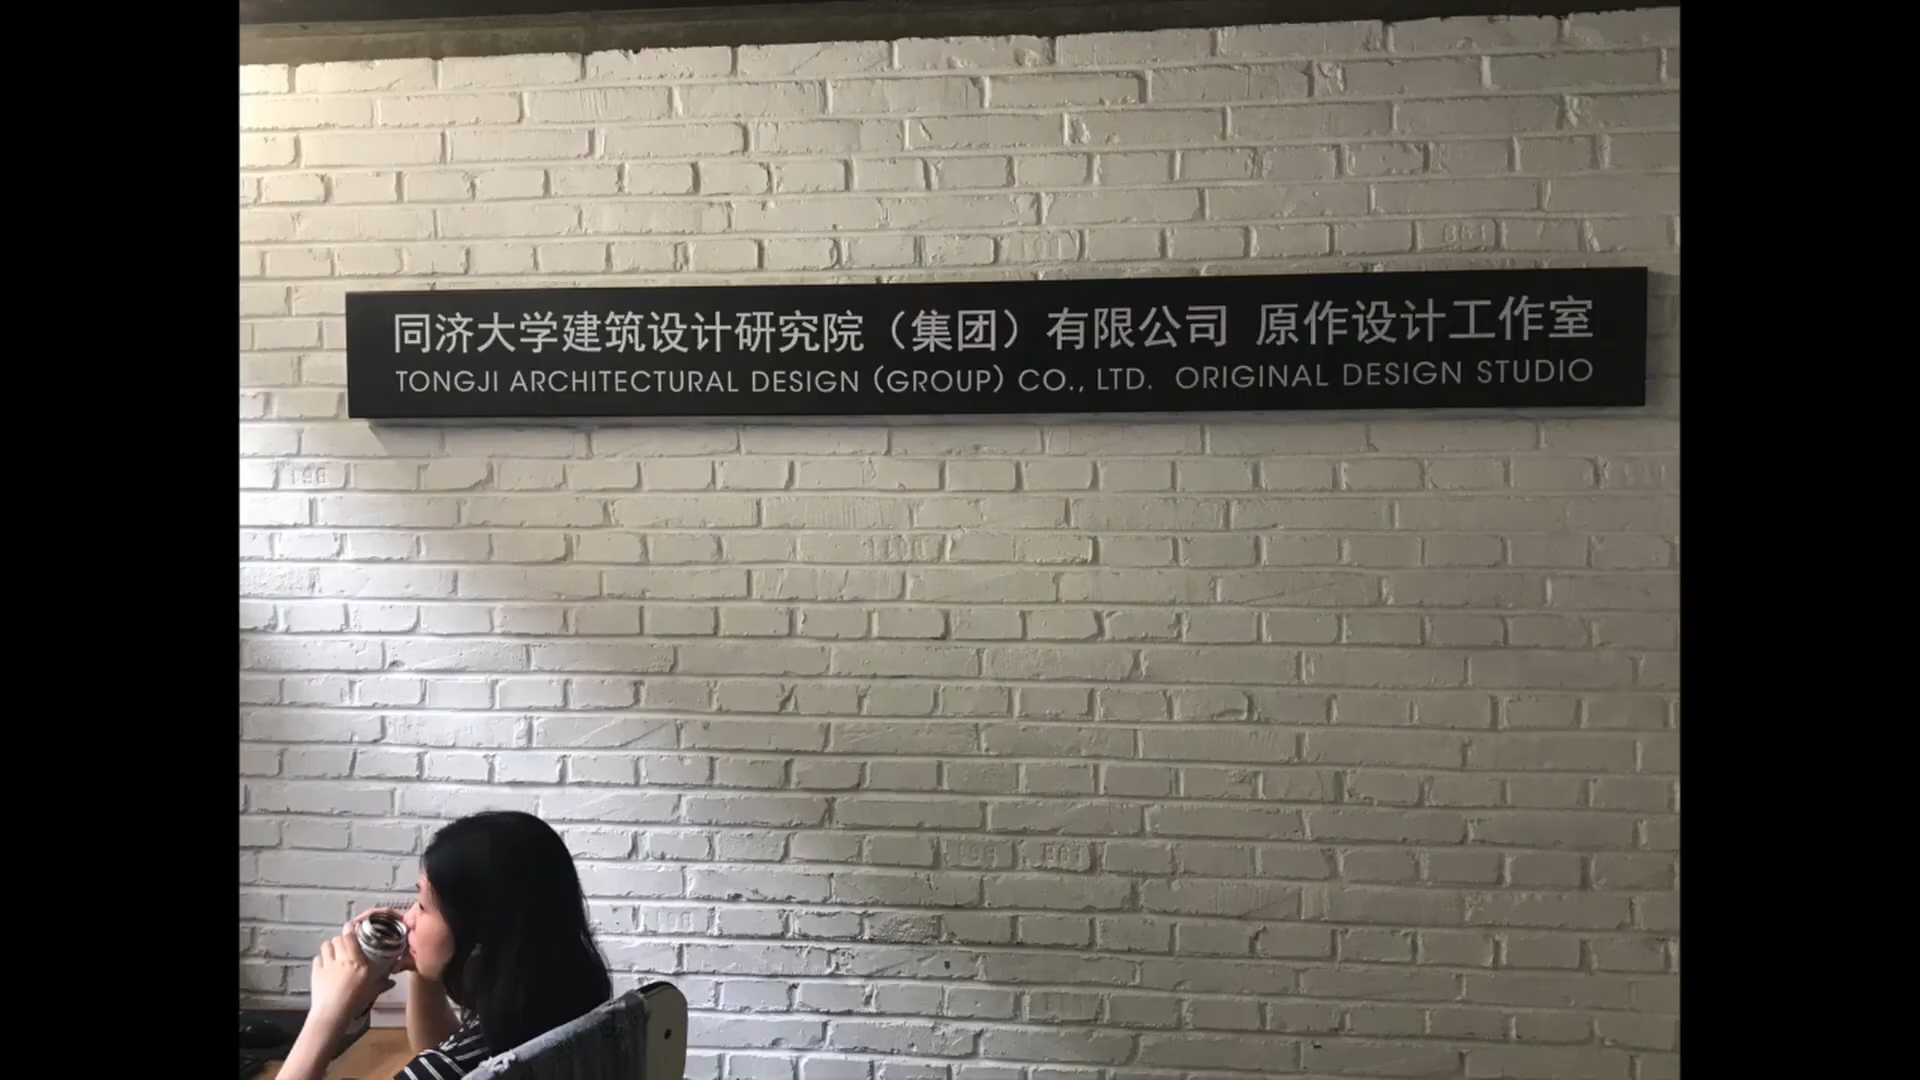 同济大学建筑设计研究院（集团）有限公司 原作设计工作室
TONGJI ARCHITECTURAL DESIGN (GROUP) CO., LTD. ORIGINAL DESIGN STUDIO